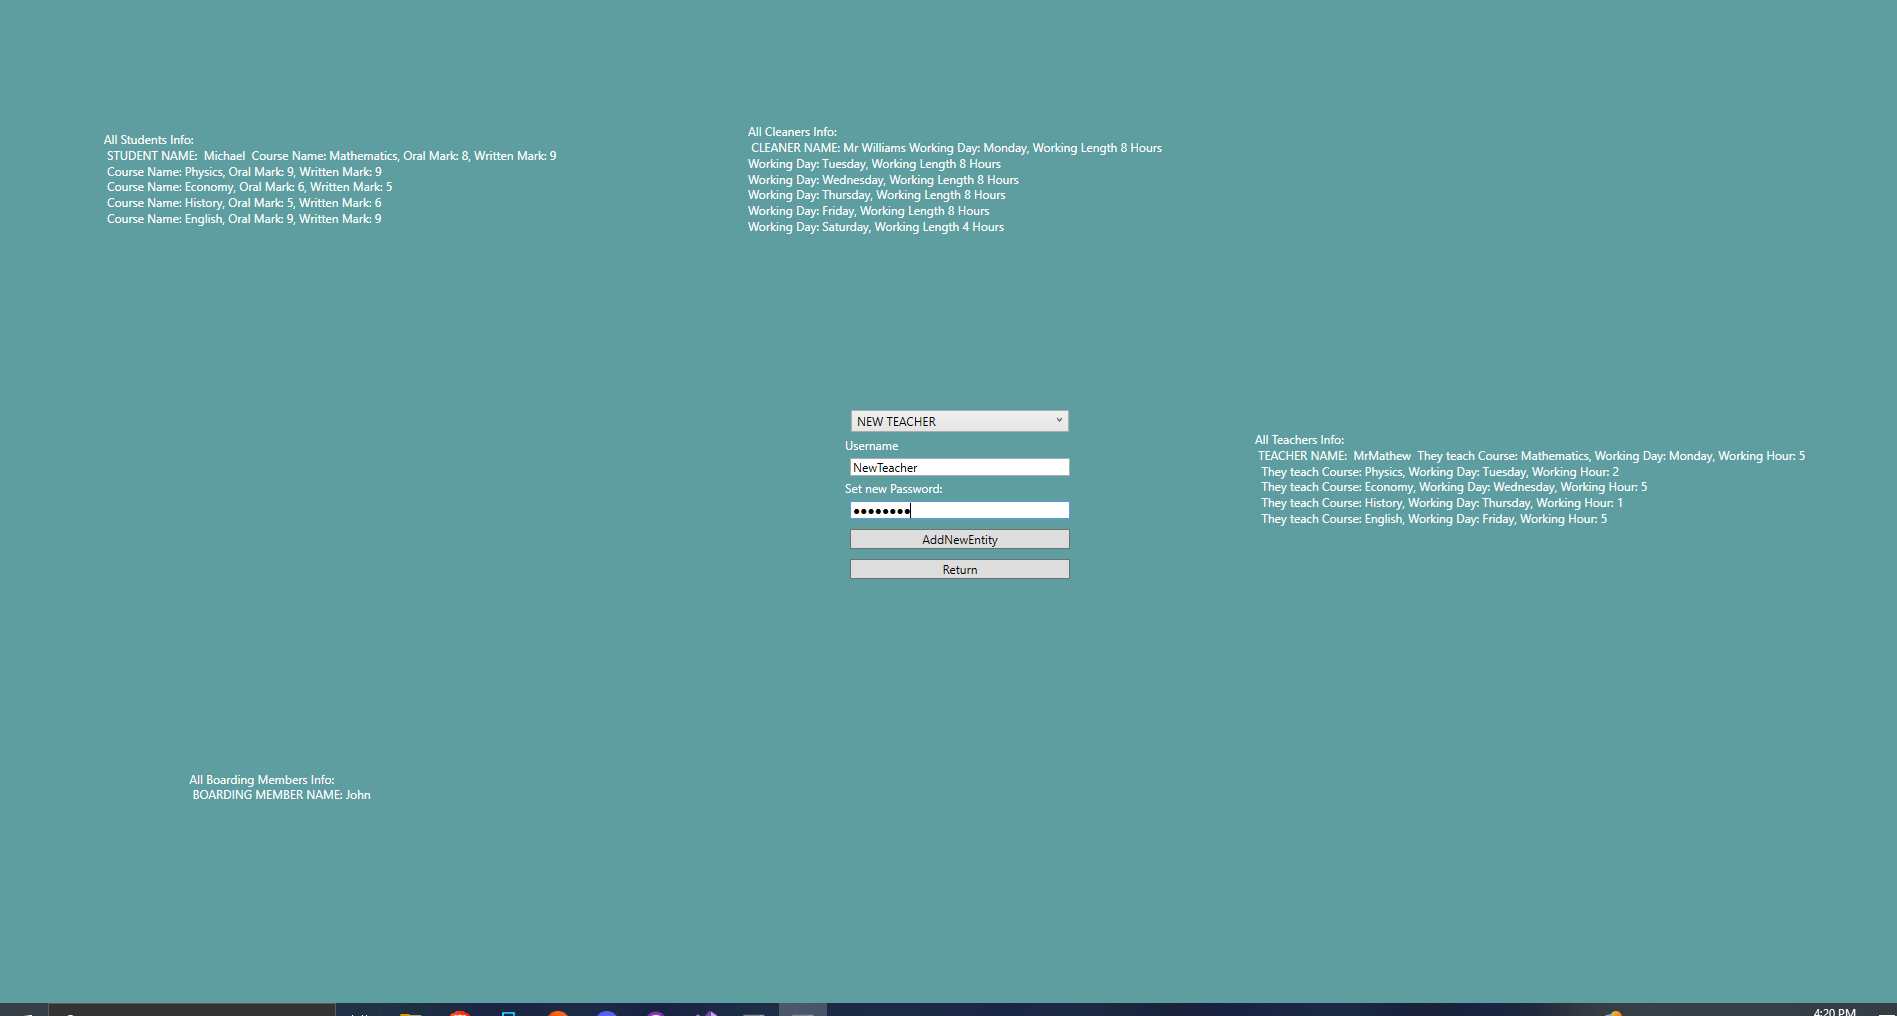 All Students Info:
STUDENT NAME:  Michael  Course Name: Mathematics, Oral Mark: 8, Written Mark: 9
Course Name: Physics, Oral Mark: 9, Written Mark: 9
Course Name: Economy, Oral Mark: 6, Written Mark: 5
Course Name: History, Oral Mark: 5, Written Mark: 6
Course Name: English, Oral Mark: 9, Written Mark: 9
All Cleaners Info:
CLEANER NAME: Mr Williams Working Day: Monday, Working Length 8 Hours
Working Day: Tuesday, Working Length 8 Hours
Working Day: Wednesday, Working Length 8 Hours
Working Day: Thursday, Working Length 8 Hours
Working Day: Friday, Working Length 8 Hours
Working Day: Saturday, Working Length 4 Hours
NEW TEACHER
Username
NewTeacher
Set new Password:
●●●●●●●●
AddNewEntity
Return
All Teachers Info:
TEACHER NAME:  MrMathew  They teach Course: Mathematics, Working Day: Monday, Working Hour: 5
They teach Course: Physics, Working Day: Tuesday, Working Hour: 2
They teach Course: Economy, Working Day: Wednesday, Working Hour: 5
They teach Course: History, Working Day: Thursday, Working Hour: 1
They teach Course: English, Working Day: Friday, Working Hour: 5
All Boarding Members Info:
BOARDING MEMBER NAME: John
4:20 PM